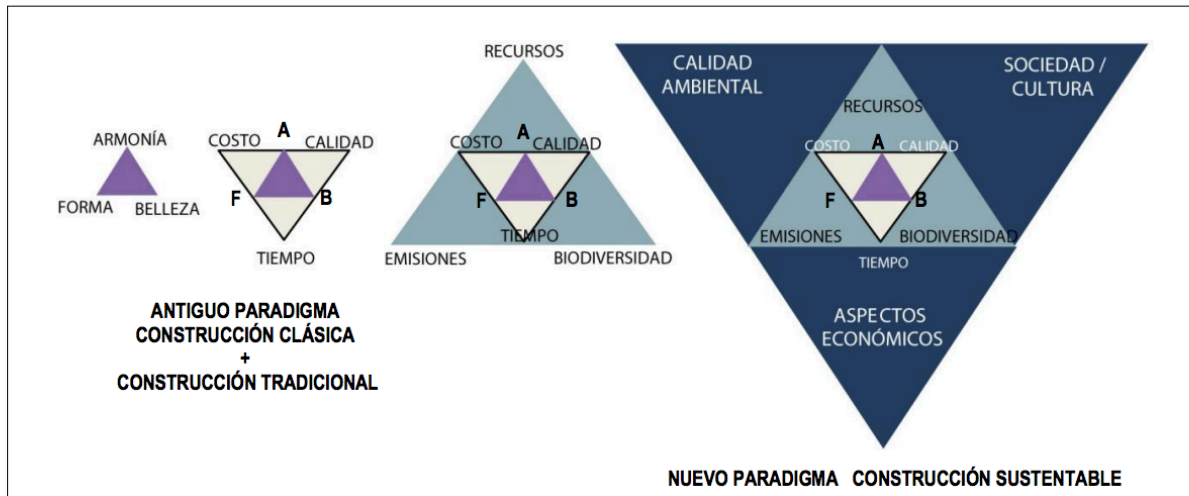 ARMONÍA
FORMA BELLEZA
A
COSTO CALIDAD
F B
TIEMPO
ANTIGUO PARADIGMA
CONSTRUCCIÓN CLÁSICA
+
CONSTRUCCIÓN TRADICIONAL
RECURSOS
A
COSTO CALIDAD
F B
TIEMPO
EMISIONES BIODIVERSIDAD
CALIDAD
AMBIENTAL
SOCIEDAD /
CULTURA
RECURSOS
A
COSTO CALIDAD
F B
EMISIONES BIODIVERSIDAD
TIEMPO
ASPECTOS
ECONÓMICOS
NUEVO PARADIGMA CONSTRUCCIÓN SUSTENTABLE